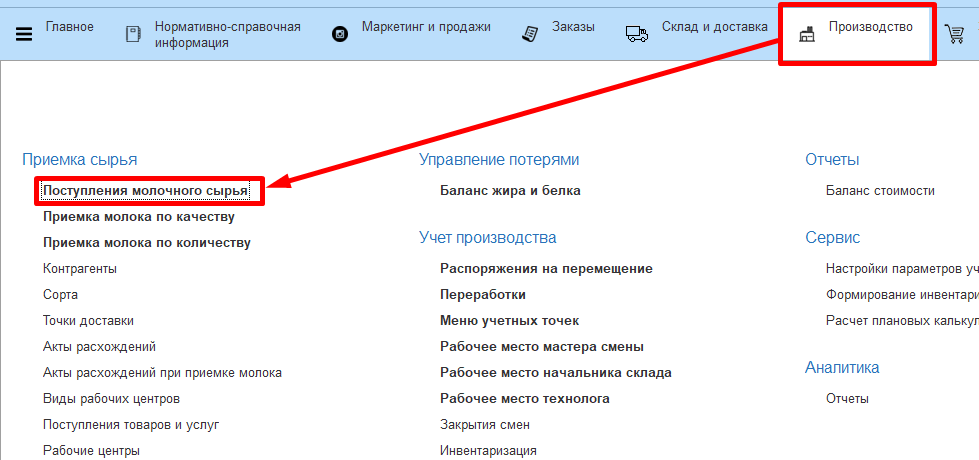 Главное
Нормативно-справочная
информация
Маркетинг и продажи
Заказы
Склад и доставка
Производство
Приемка сырья
Поступления молочного сырья
Приемка молока по качеству
Приемка молока по количеству
Контрагенты
Сорта
Точки доставки
Акты расхождений
Акты расхождений при приемке молока
Виды рабочих центров
Поступления товаров и услуг
Рабочие центры
Управление потерями
Баланс жира и белка
Учет производства
Распоряжения на перемещение
Переработки
Меню учетных точек
Рабочее место мастера смены
Рабочее место начальника склада
Рабочее место технолога
Закрытия смен
Инвентаризация
Отчеты
Баланс стоимости
Сервис
Настройки параметров уч
Формирование инвентари
Расчет плановых калькул
Аналитика
Отчеты